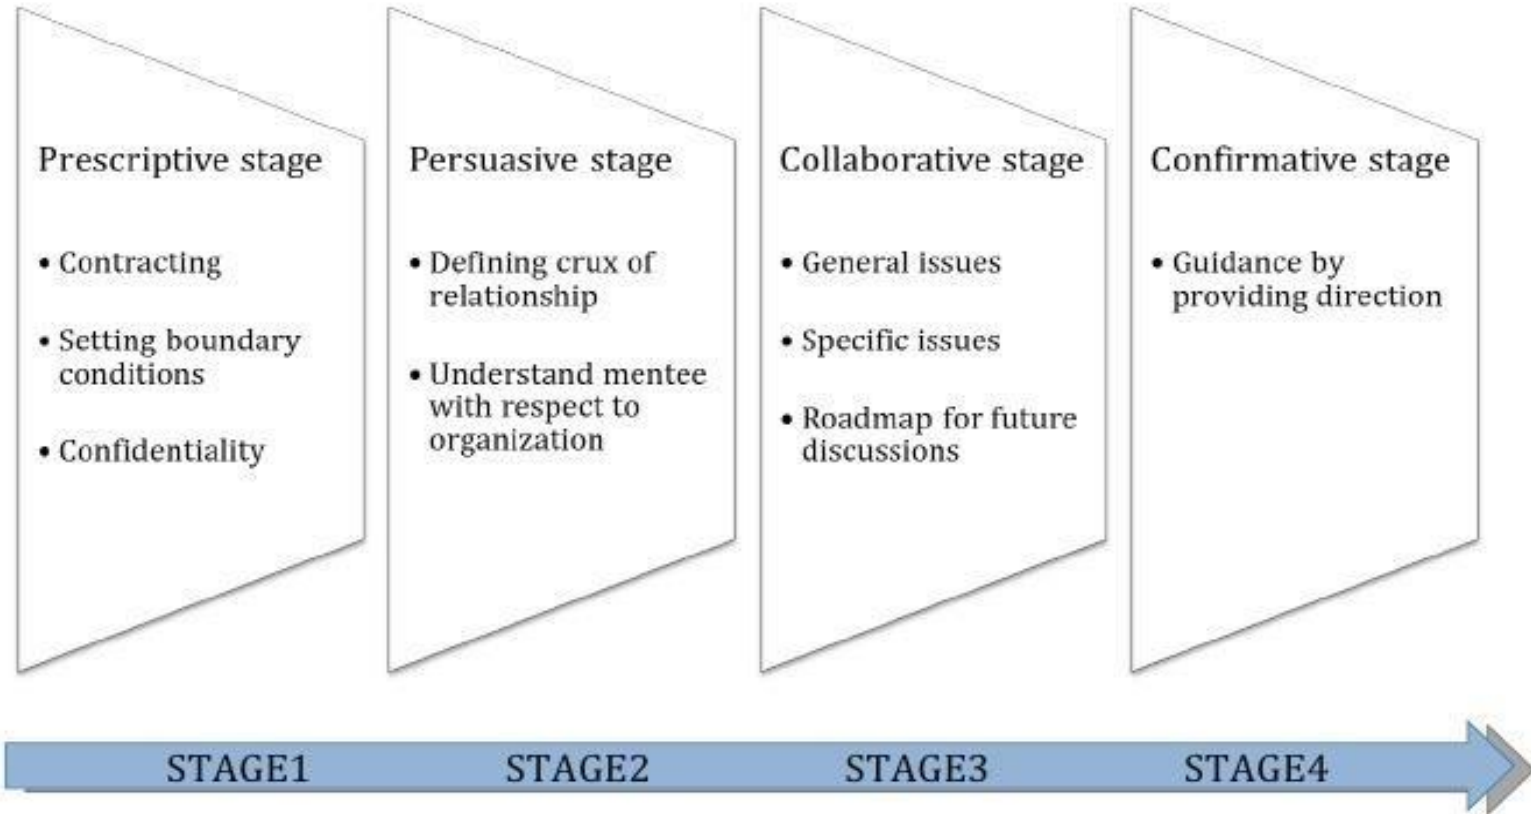 Prescriptive stage
• Contracting
• Setting boundary
conditions
• Confidentiality
Persuasive stage
• Defining crux of
relationship
• Understand mentee
with respect to
organization
Collaborative stage
• General issues
• Specific issues
• Roadmap for future
discussions
Confirmative stage
• Guidance by
providing direction
STAGE1
STAGE2
STAGE3
STAGE4